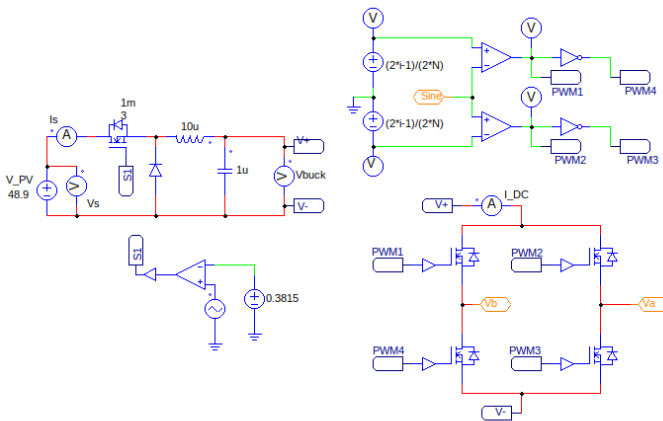 V
(2*i-1)/(2*N)
Sine
(2*i-1)/(2*N)
V
V
PWM1
PWM4
V
PWM2
PWM3
Is
A
1m
3
S1
10u
1u
V+
V
Vbuck
V-
V_PV
48.9
V
Vs
S1
0.3815
V+
A
I_DC
PWM1
PWM2
Vb
Va
PWM4
PWM3
V-